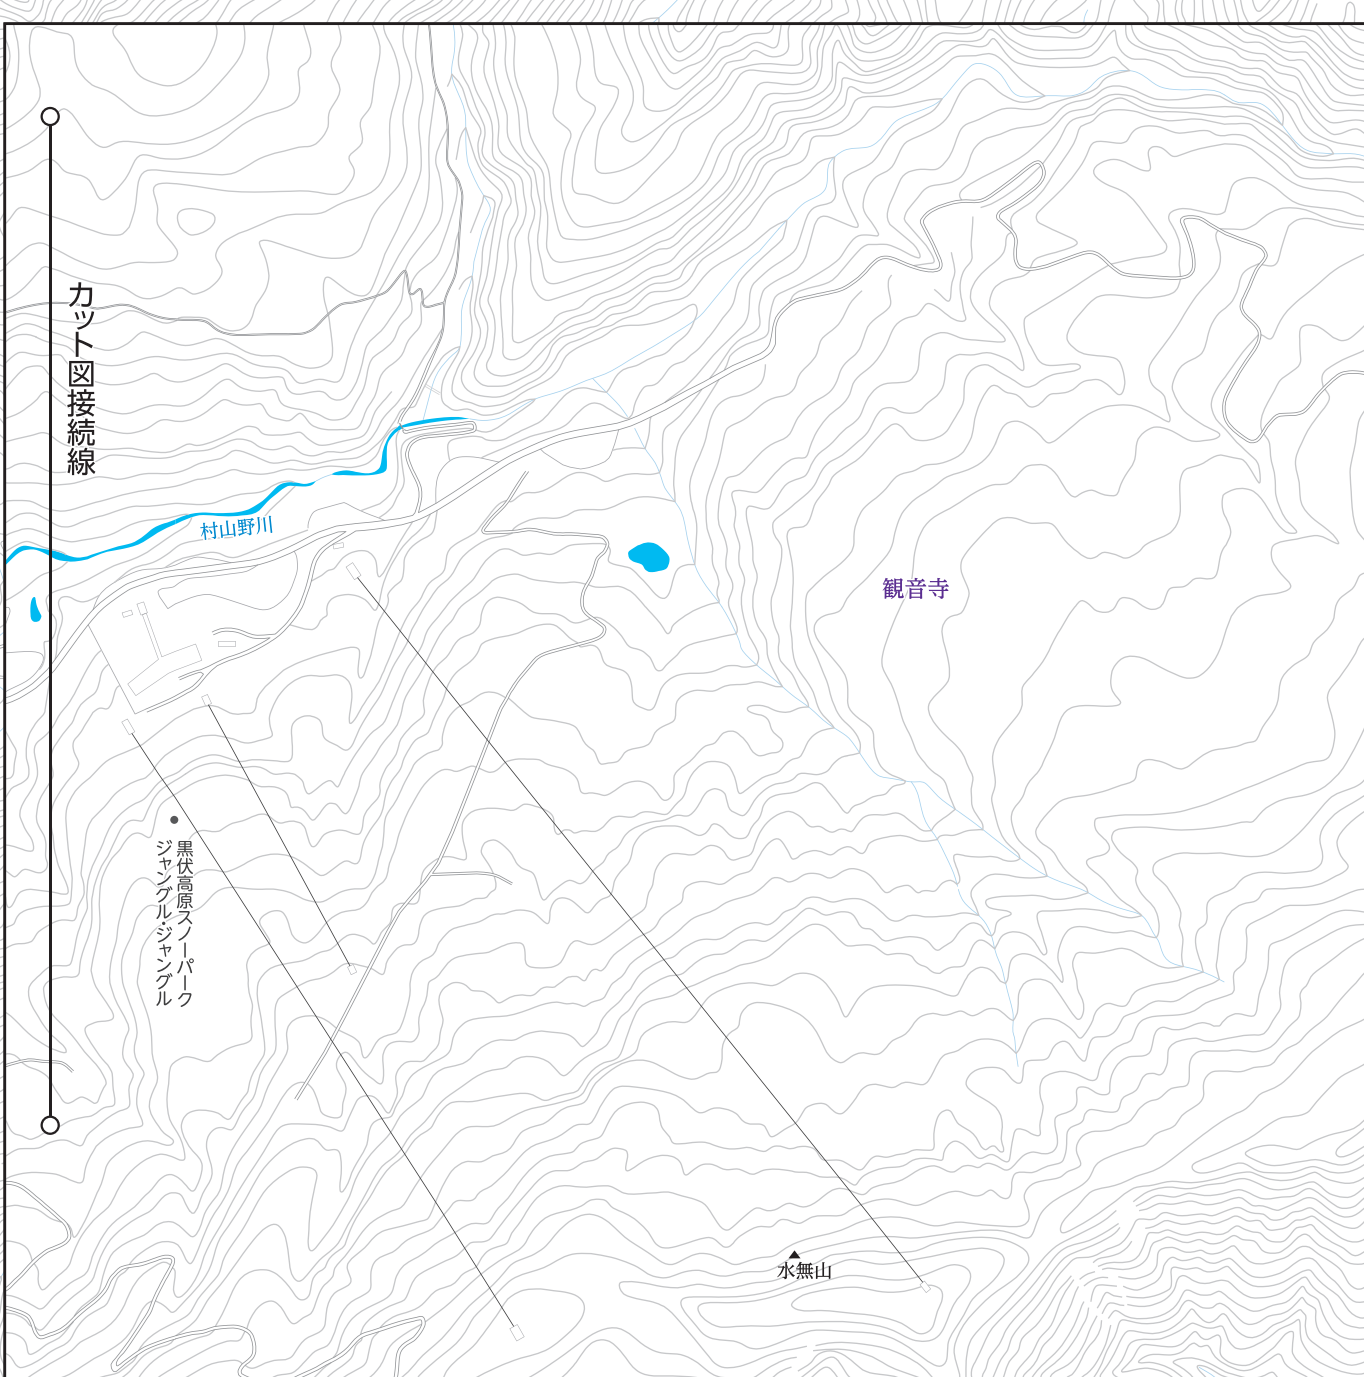 カット図接続線
村山野川
観音寺
黒伏高原スノーパーク
ジャングル・ジャングル
水無山